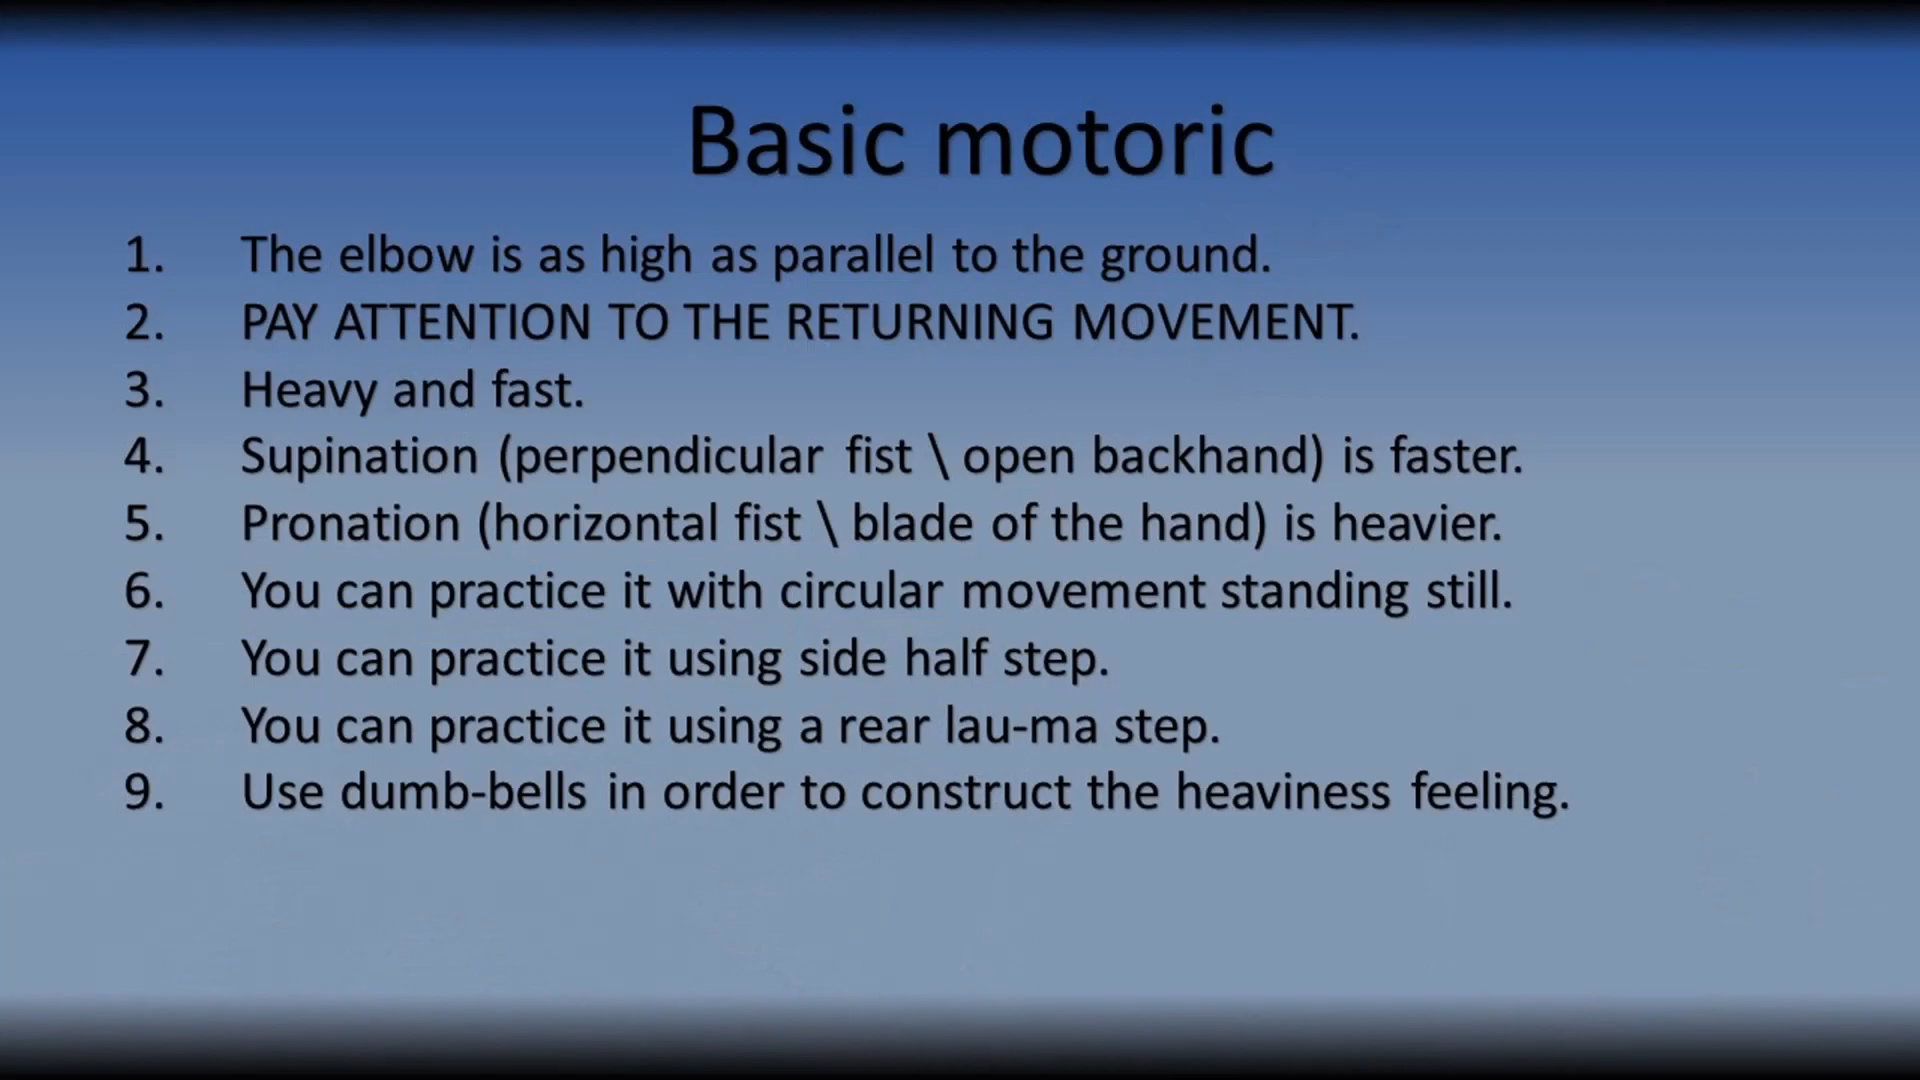 Basic motoric
1. The elbow is as high as parallel to the ground.
2. PAY ATTENTION TO THE RETURNING MOVEMENT.
3. Heavy and fast.
4. Supination (perpendicular fist \ open backhand) is faster.
5. Pronation (horizontal fist \ blade of the hand) is heavier.
6. You can practice it with circular movement standing still.
7. You can practice it using side half step.
8. You can practice it using a rear lau-ma step.
9. Use dumb-bells in order to construct the heaviness feeling.